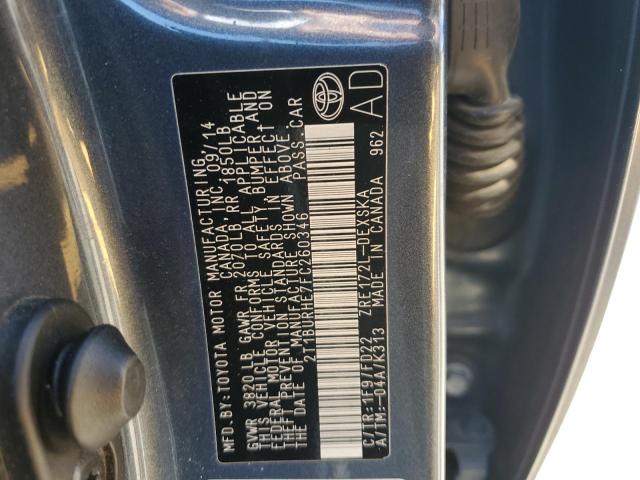 MFD.BY:TOYOTA MOTOR MANUFACTURING,
CANADA, INC. 09/14
GVWR 3820LB GAWR FR 2070LB, RR 1850LB
THIS VEHICLE CONFORMS TO ALL APPLICABLE
FEDERAL MOTOR VEHICLE SAFETY, BUMPER AND
THEFT PREVENTION STANDARDS IN EFFECT ON
THE DATE OF MANUFACTURE SHOWN ABOVE.
2T1BURHE7FC260346 PASS.CAR
C/TR:1F9/FD22 ZRE172L-DEXSKA
A/TM:-04A/K313 MADE IN CANADA 962
AD